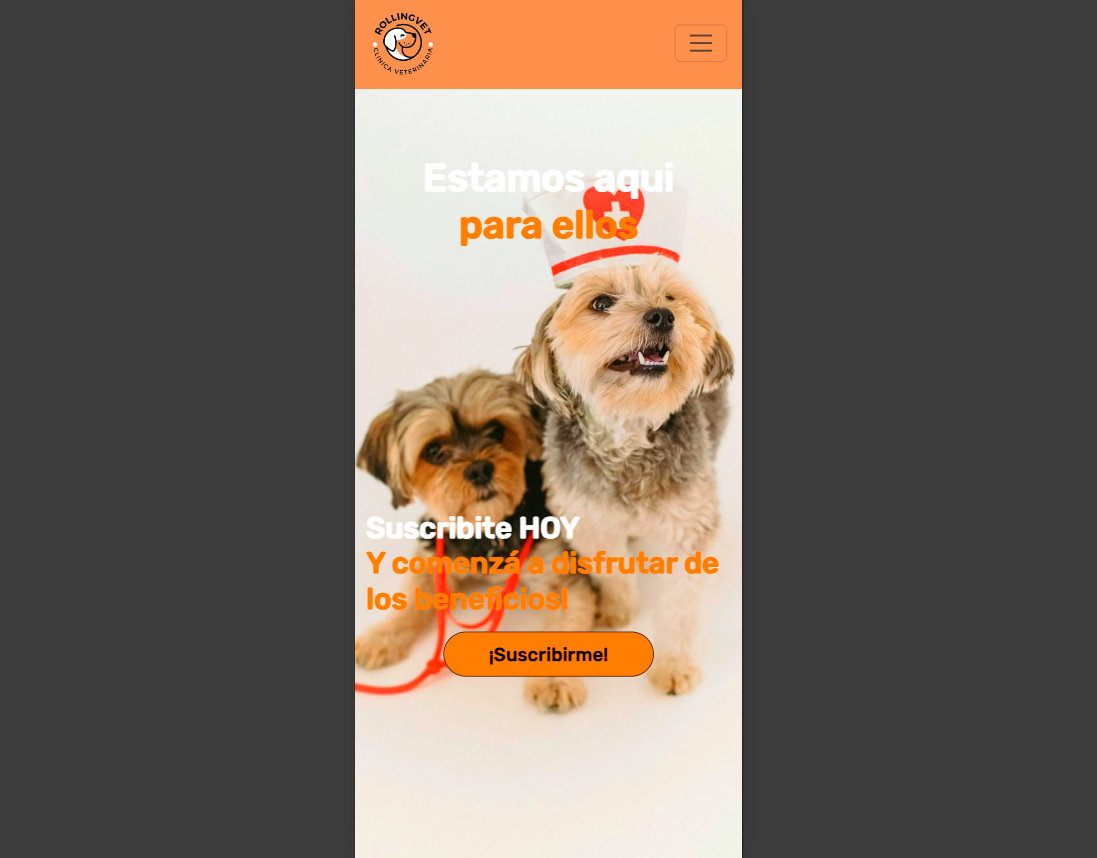 ROLLINGVET
CLINICA VETERINARIA
Estamos aqui
para ellos
Suscribite HOY
Y comenzá a disfrutar de
los beneficios!
¡Suscribirme!